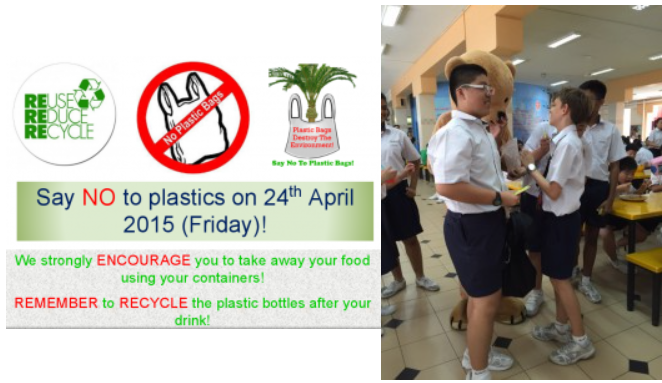 REUSE
REDUCE
RECYCLE
No Plastic Bags
Plastic Bags
Destroy The
Environment!
Say No To Plastic Bags!
Say NO to plastics on 24th April
2015 (Friday)!
We strongly ENCOURAGE you to take away your food
using your containers!
REMEMBER to RECYCLE the plastic bottles after your
drink!